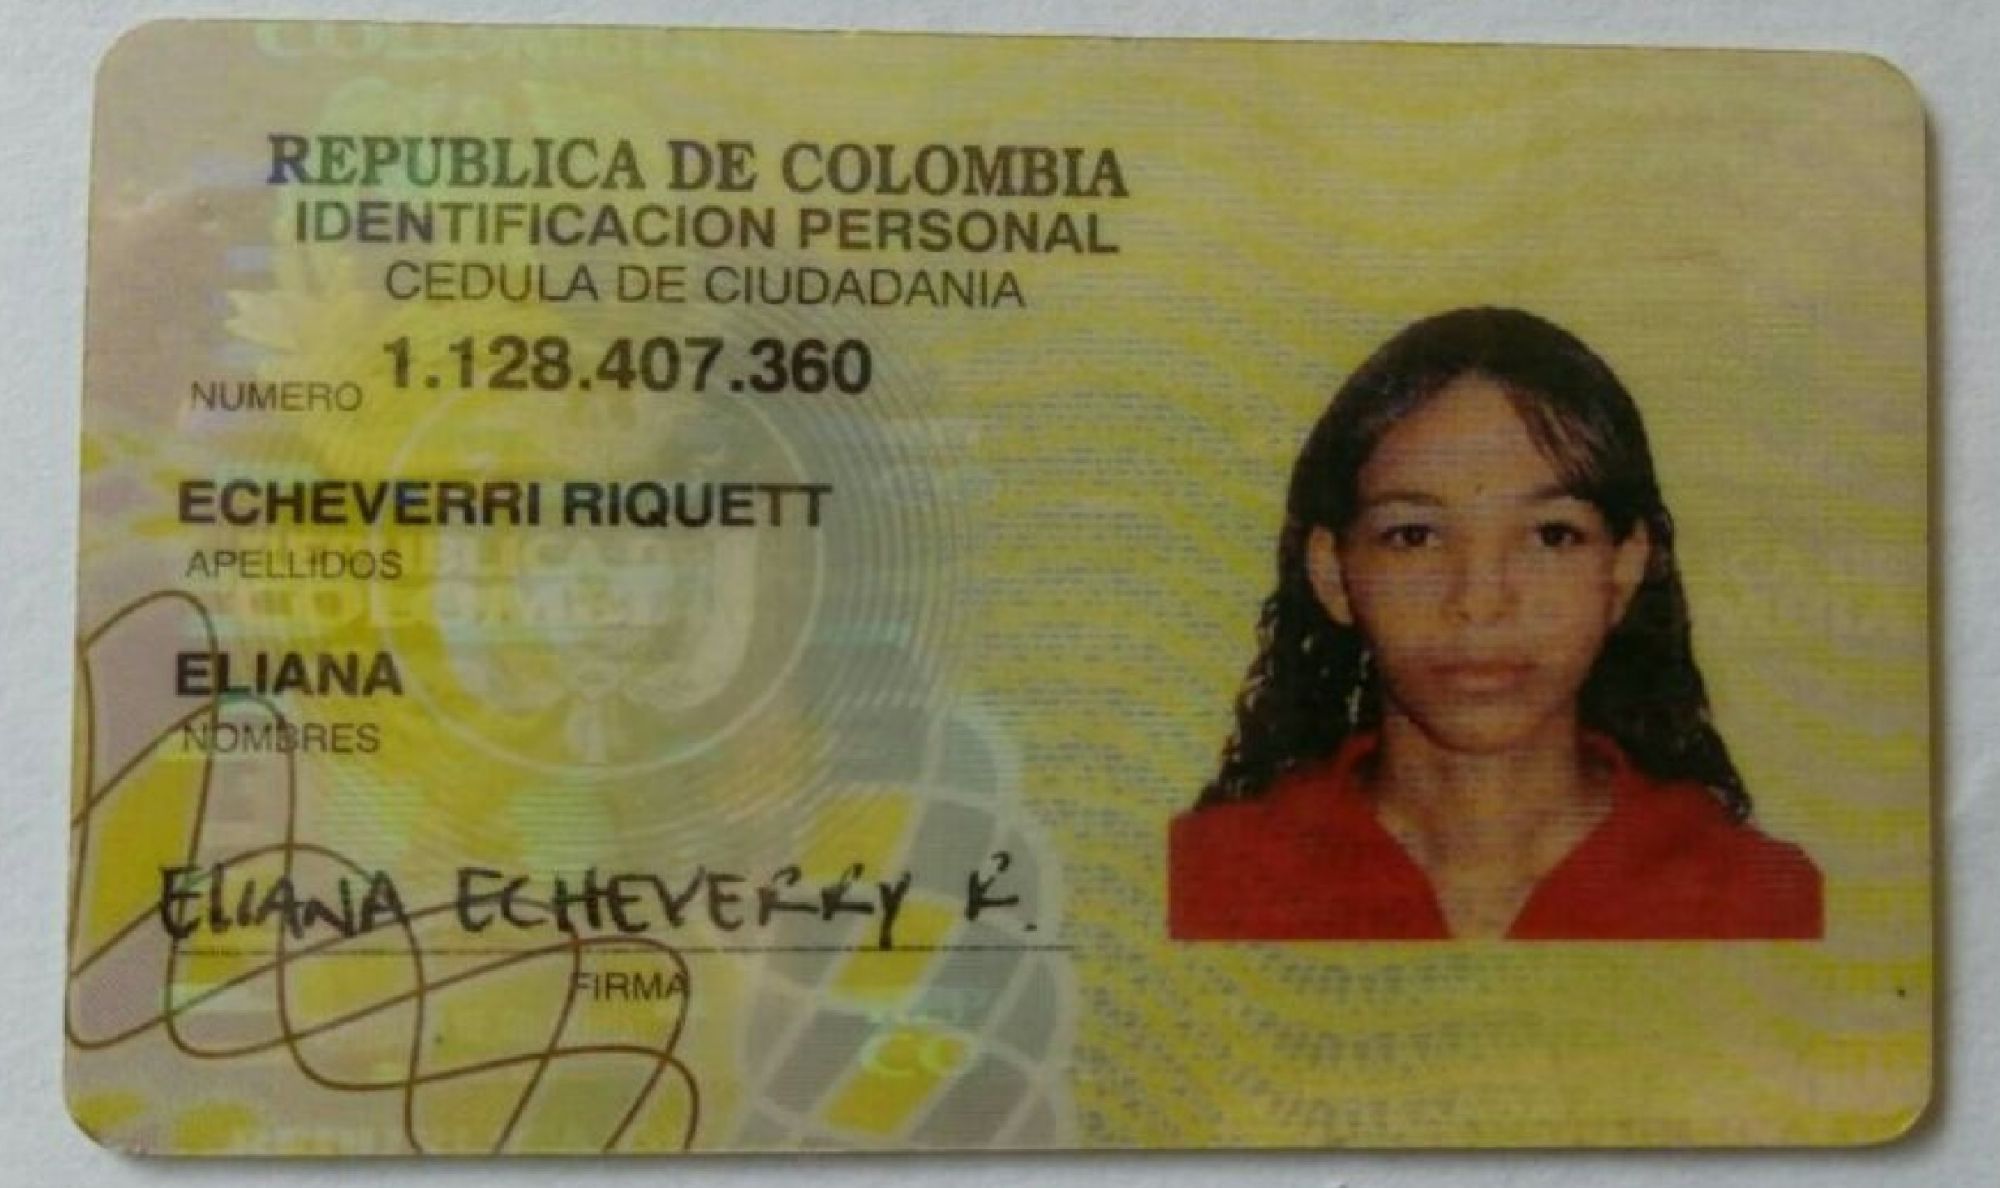 REPUBLICA DE COLOMBIA
IDENTIFICACION PERSONAL
CEDULA DE CIUDADANIA
NUMERO 1.128.407.360
ECHEVERRI RIQUETT
APELLIDOS
ELIANA
NOMBRES
ELIANA ECHEVERRY R.
FIRMA